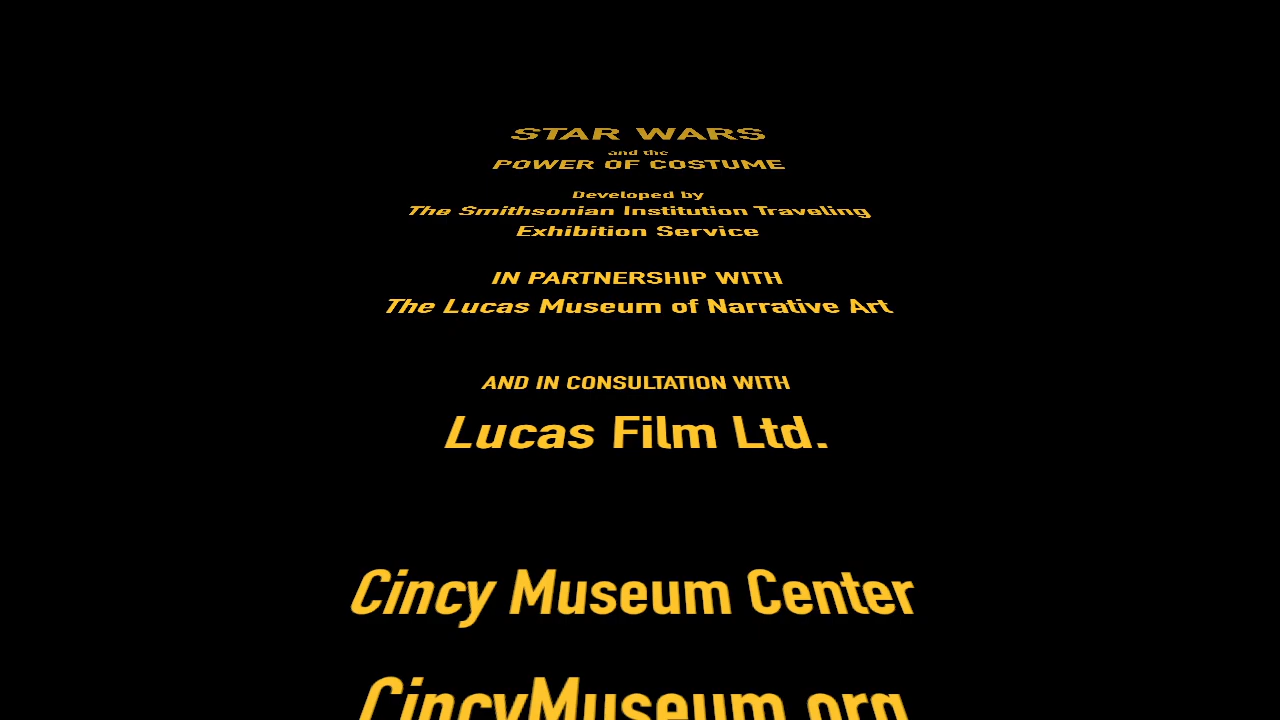 STAR WARS
and the
POWER OF COSTUME
Developed by
The Smithsonian Institution Traveling
Exhibition Service
IN PARTNERSHIP WITH
The Lucas Museum of Narrative Art
AND IN CONSULTATION WITH
Lucas Film Ltd.
Cincy Museum Center
CincyMuseum.org